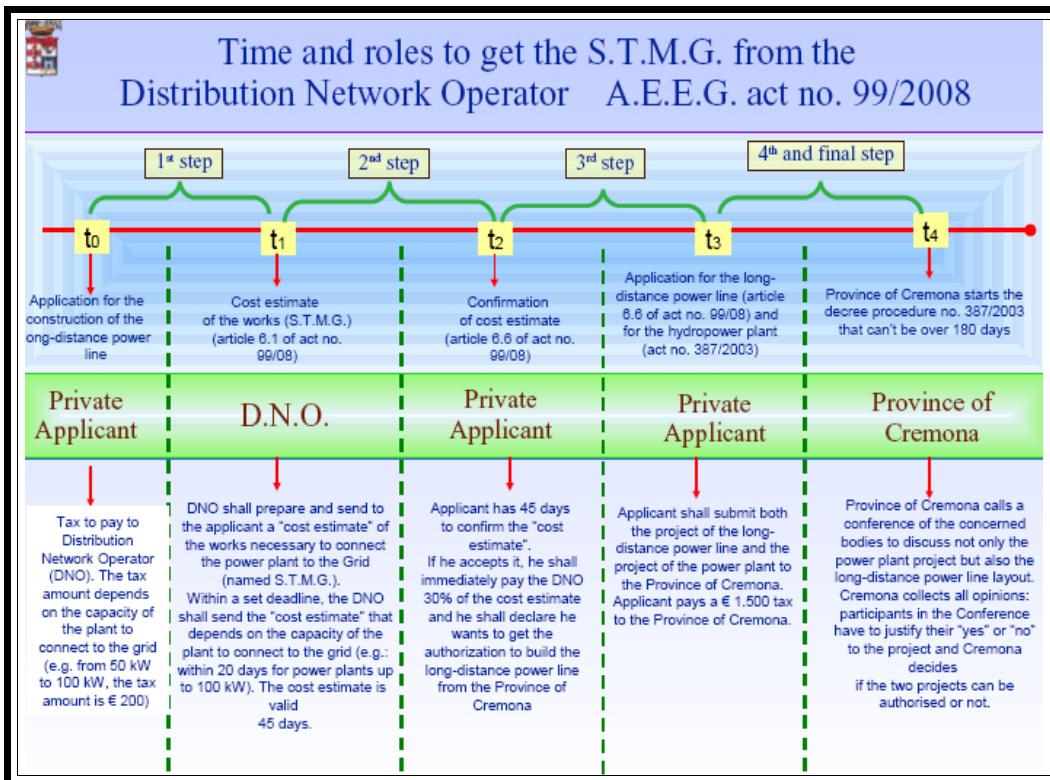 Time and roles to get the S.T.M.G. from the
Distribution Network Operator A.E.E.G. act no. 99/2008
1st step
2nd step
3rd step
4th and final step
t0
t1
t2
t3
t4
Application for the
construction of the
ong-distance power
line
Cost estimate
of the works (S.T.M.G.)
(article 6.1 of act no.
99/08)
Confirmation
of cost estimate
(article 6.6 of act no.
99/08)
Application for the long-
distance power line (article
6.6 of act no. 99/08) and
for the hydropower plant
(act no. 387/2003)
Province of Cremona starts the
decree procedure no. 387/2003
that can't be over 180 days
Private
Applicant
D.N.O.
Private
Applicant
Private
Applicant
Province of
Cremona
Tax to pay to
Distribution
Network Operator
(DNO). The tax
amount depends
on the capacity of
the plant to
connect to the grid
(e.g. from 50 kW
to 100 kW, the tax
amount is € 200)
DNO shall prepare and send to
the applicant a "cost estimate" of
the works necessary to connect
the power plant to the Grid
(named S.T.M.G.).
Within a set deadline, the DNO
shall send the "cost estimate" that
depends on the capacity of the
plant to connect to the grid (e.g.:
within 20 days for power plants up
to 100 kW). The cost estimate is
valid
45 days.
Applicant has 45 days
to confirm the "cost
estimate".
If he accepts it, he shall
immediately pay the DNO
30% of the cost estimate
and he shall declare he
wants to get the
authorization to build the
long-distance power line
from the Province of
Cremona
Applicant shall submit both
the project of the long-
distance power line and the
project of the power plant to
the Province of Cremona.
Applicant pays a € 1.500 tax
to the Province of Cremona.
Province of Cremona calls a
conference of the concerned
bodies to discuss not only the
power plant project but also the
long-distance power line layout.
Cremona collects all opinions:
participants in the Conference
have to justify their "yes" or "no"
to the project and Cremona
decides
if the two projects can be
authorised or not.